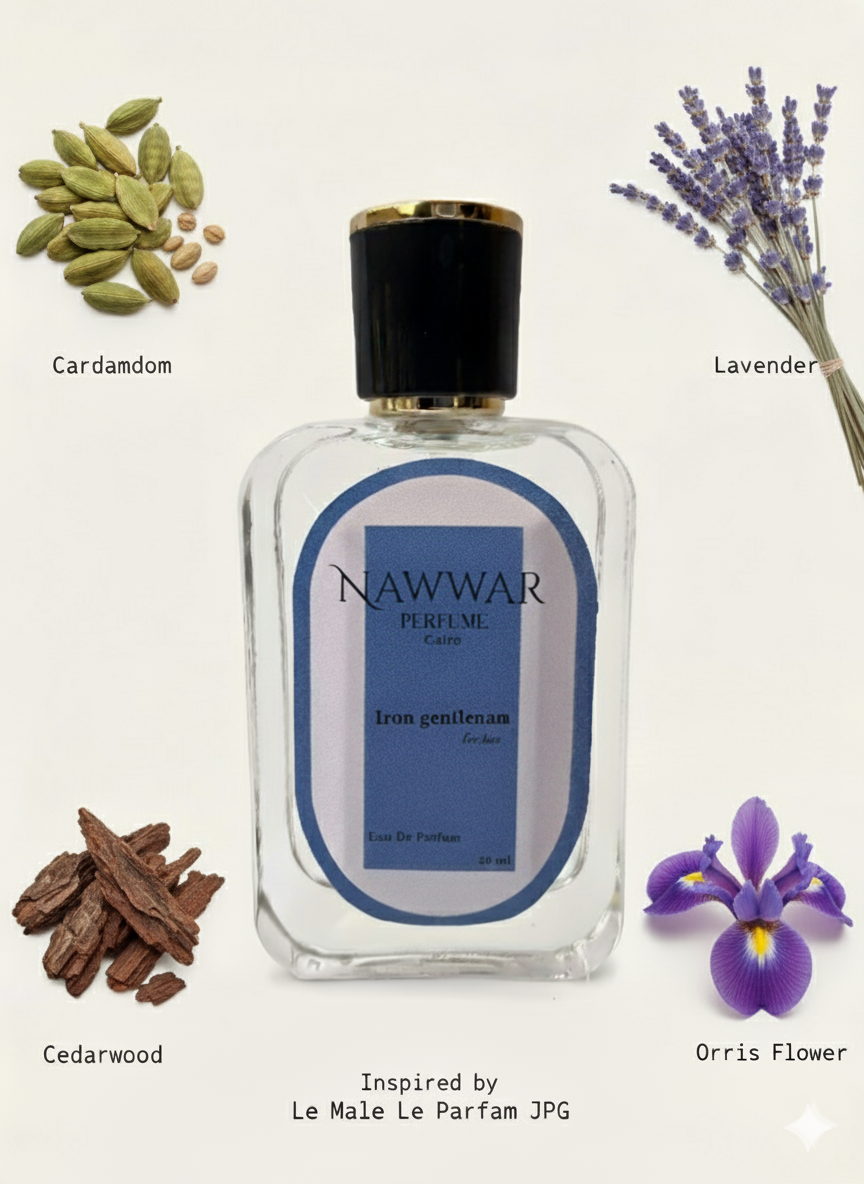 Cardamdom
Lavender
NAWWAR
PERFUME
Cairo
Iron gentlenam
Eau De Parfum
Cedarwood
Orris Flower
Inspired by
Le Male Le Parfam JPG